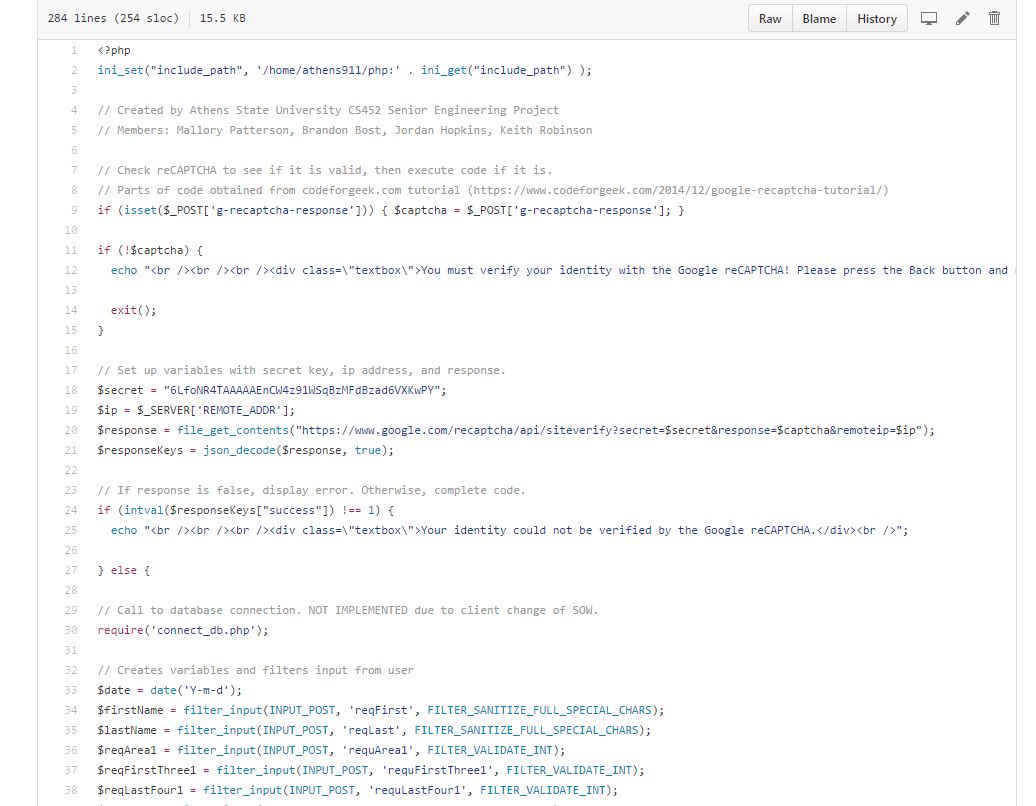 284 lines (254 sloc) 15.5 KB Raw Blame History
1 <?php
2 ini_set("include_path", '/home/athens911/php:' . ini_get("include_path") );
3
4 // Created by Athens State University CS452 Senior Engineering Project
5 // Members: Mallory Patterson, Brandon Bost, Jordan Hopkins, Keith Robinson
6
7 // Check reCAPTCHA to see if it is valid, then execute code if it is.
8 // Parts of code obtained from codeforgeek.com tutorial (https://www.codeforgeek.com/2014/12/google-recaptcha-tutorial/)
9 if (isset($_POST['g-recaptcha-response'])) { $captcha = $_POST['g-recaptcha-response']; }
10
11 if (!$captcha) {
12 echo "<br /><br /><br /><div class=\"textbox\">You must verify your identity with the Google reCAPTCHA! Please press the Back button and
13
14 exit();
15 }
16
17 // Set up variables with secret key, ip address, and response.
18 $secret = "6LfoNR4TAAAAAEnCW4z91WSqBzMFdBzad6VXKwPY";
19 $ip = $_SERVER['REMOTE_ADDR'];
20 $response = file_get_contents("https://www.google.com/recaptcha/api/siteverify?secret=$secret&response=$captcha&remoteip=$ip");
21 $responseKeys = json_decode($response, true);
22
23 // If response is false, display error. Otherwise, complete code.
24 if (intval($responseKeys["success"]) !== 1) {
25 echo "<br /><br /><br /><div class=\"textbox\">Your identity could not be verified by the Google reCAPTCHA.</div><br />";
26
27 } else {
28
29 // Call to database connection. NOT IMPLEMENTED due to client change of SOW.
30 require('connect_db.php');
31
32 // Creates variables and filters input from user
33 $date = date('Y-m-d');
34 $firstName = filter_input(INPUT_POST, 'reqFirst', FILTER_SANITIZE_FULL_SPECIAL_CHARS);
35 $lastName = filter_input(INPUT_POST, 'reqLast', FILTER_SANITIZE_FULL_SPECIAL_CHARS);
36 $reqArea1 = filter_input(INPUT_POST, 'requArea1', FILTER_VALIDATE_INT);
37 $reqFirstThree1 = filter_input(INPUT_POST, 'requFirstThree1', FILTER_VALIDATE_INT);
38 $reqLastFour1 = filter_input(INPUT_POST, 'requLastFour1', FILTER_VALIDATE_INT);